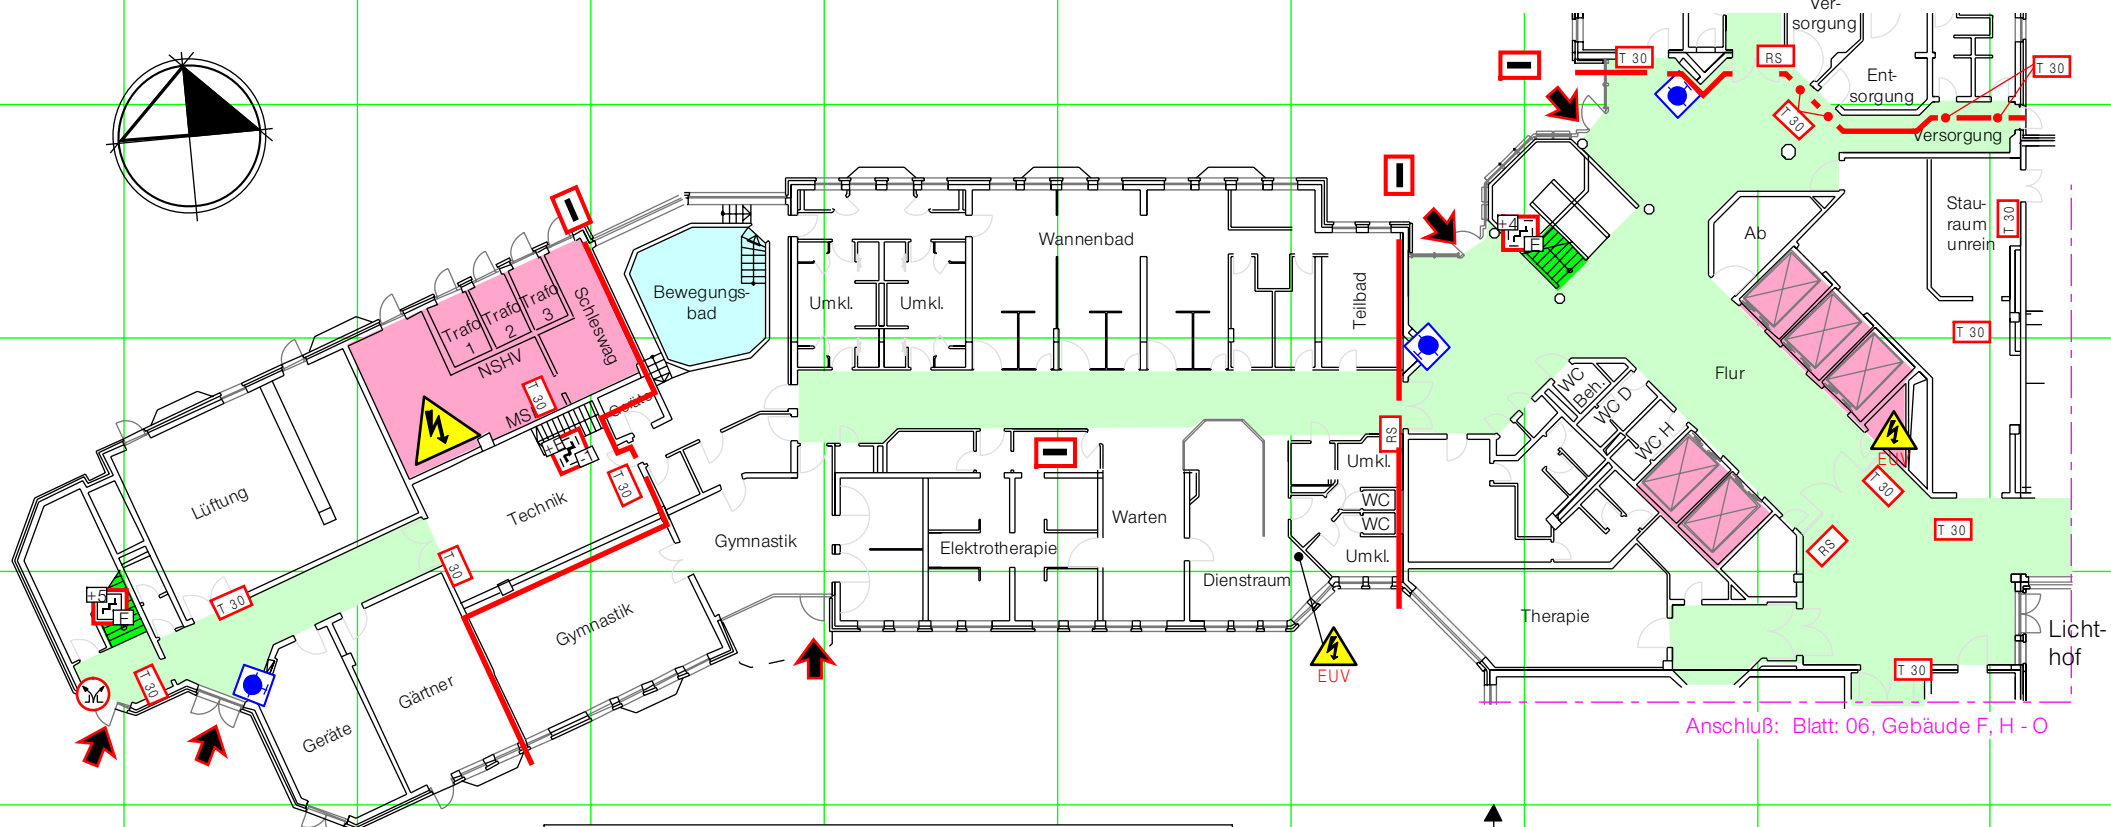 Ver-
sorgung
T 30
RS
T 30
Ent-
sorgung
T 30
Versorgung
Stau-
raum
unrein
T 30
+4
F
Ab
Wannenbad
Teilbad
Umkl.
Umkl.
Bewegungs-
bad
Schleswag
Trafo
1
Trafo
2
Trafo
3
NSHV
MS
T 30
Geräte
T 30
-1
T 30
Flur
WC
Beh.
WC D
WC H
RS
EUV
T 30
T 30
RS
Umkl.
WC
WC
Umkl.
Lüftung
Technik
T 30
Gymnastik
Elektrotherapie
Warten
Dienstraum
T 30
+5
F
Gymnastik
Therapie
Licht-
hof
T 30
T 30
EUV
Gärtner
Geräte
Anschluß: Blatt: 06, Gebäude F, H - O